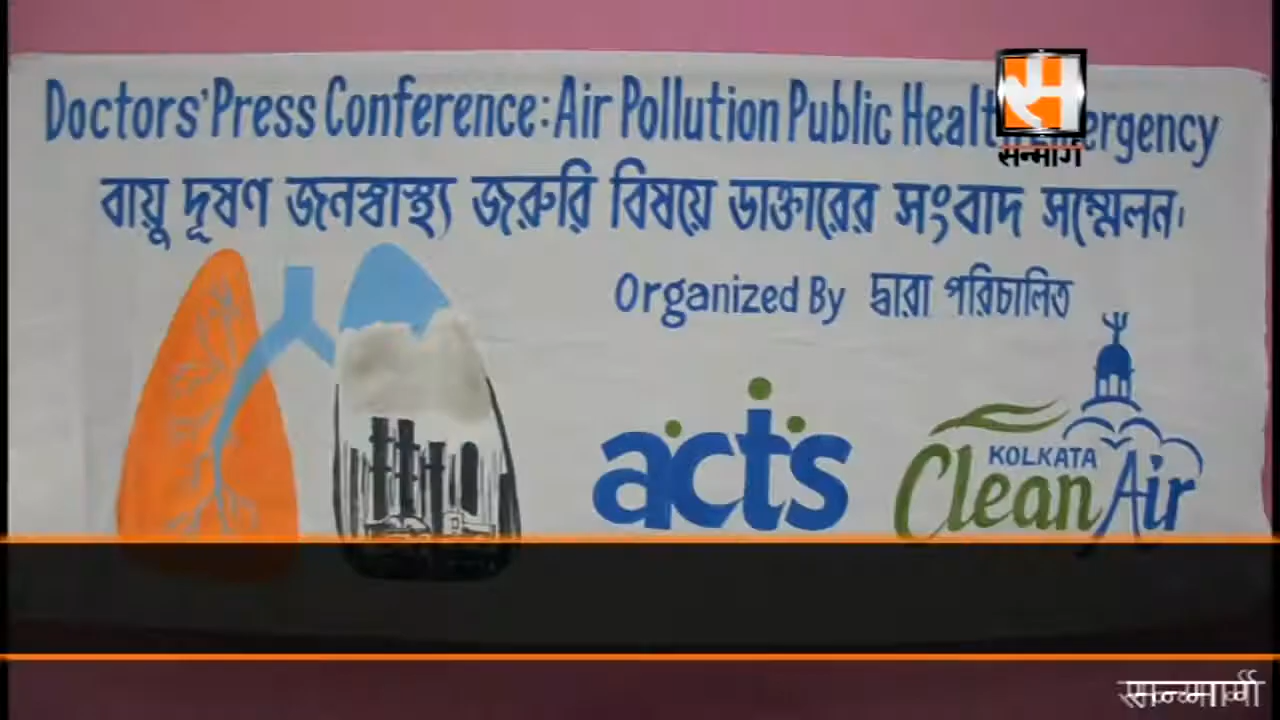 Doctors' Press Conference: Air Pollution Public Health Emergency
বায়ু দূষণ জনস্বাস্থ্য জরুরি বিষয়ে ডাক্তারের সংবাদ সম্মেলন।
Organized By দ্বারা পরিচালিত
acts
KOLKATA
Clean Air
सन्मार्ग